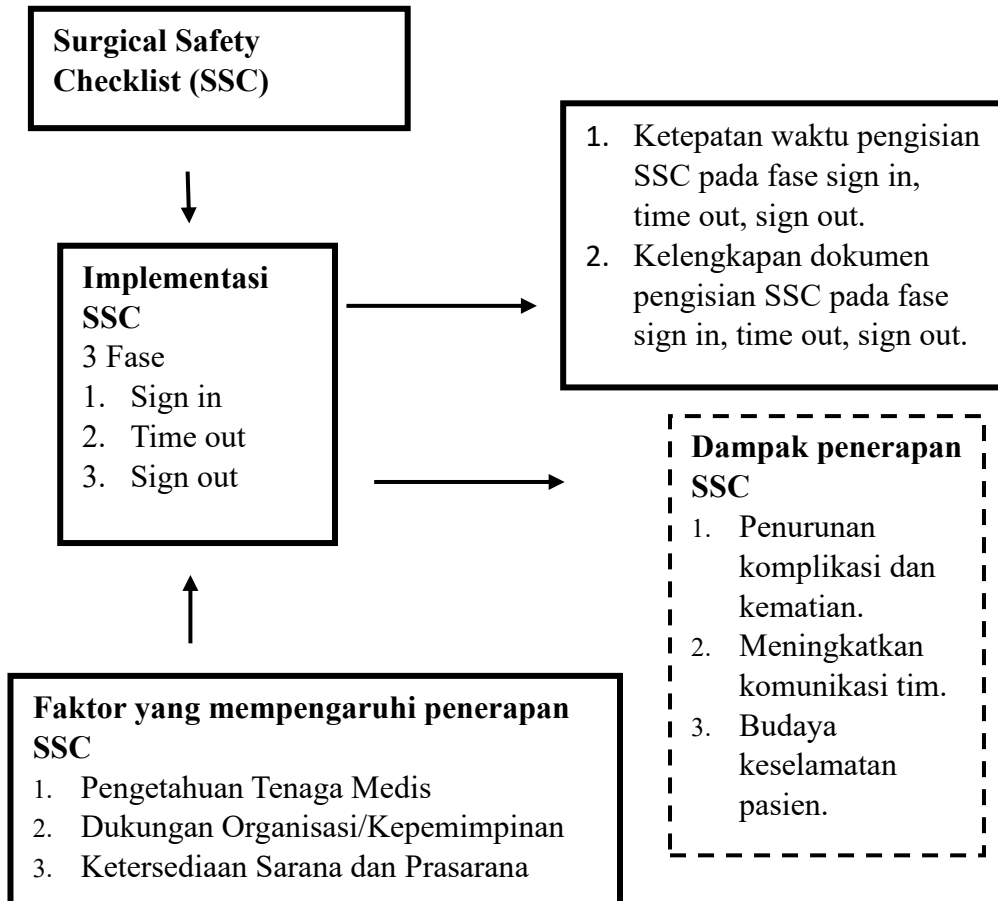 Surgical Safety
Checklist (SSC)
1. Ketepatan waktu pengisian
SSC pada fase sign in,
time out, sign out.
2. Kelengkapan dokumen
pengisian SSC pada fase
sign in, time out, sign out.
Implementasi
SSC
3 Fase
1. Sign in
2. Time out
3. Sign out
Dampak penerapan
SSC
1. Penurunan
komplikasi dan
kematian.
2. Meningkatkan
komunikasi tim.
3. Budaya
keselamatan
pasien.
Faktor yang mempengaruhi penerapan
SSC
1. Pengetahuan Tenaga Medis
2. Dukungan Organisasi/Kepemimpinan
3. Ketersediaan Sarana dan Prasarana